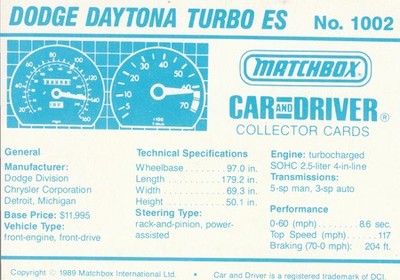 DODGE DAYTONA TURBO ES No. 1002
MATCHBOX
CAR AND DRIVER®
COLLECTOR CARDS
General
Manufacturer:
Dodge Division
Chrysler Corporation
Detroit, Michigan
Base Price: $11,995
Vehicle Type:
front-engine, front-drive
Technical Specifications
Wheelbase 97.0 in.
Length 179.2 in.
Width 69.3 in.
Height 50.1 in.
Steering Type:
rack-and-pinion, power-
assisted
Engine: turbocharged
SOHC 2.5-liter 4-in-line
Transmissions:
5-sp man, 3-sp auto
Performance
0-60 (mph) 8.6 sec.
Top Speed (mph) 117
Braking (70-0 mph): 204 ft.
Copyright © 1989 Matchbox International Ltd. • Car and Driver is a registered trademark of DCI.